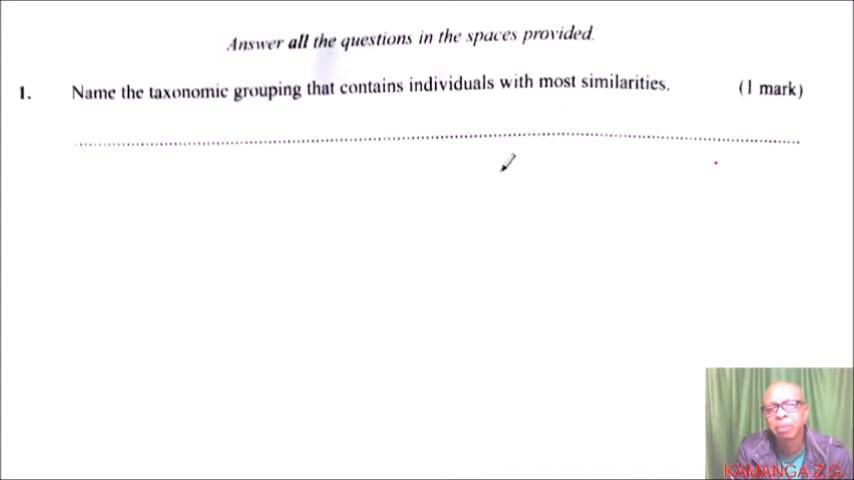 Answer all the questions in the spaces provided.
1. Name the taxonomic grouping that contains individuals with most similarities. (1 mark)
KAMANGA.Z.G.